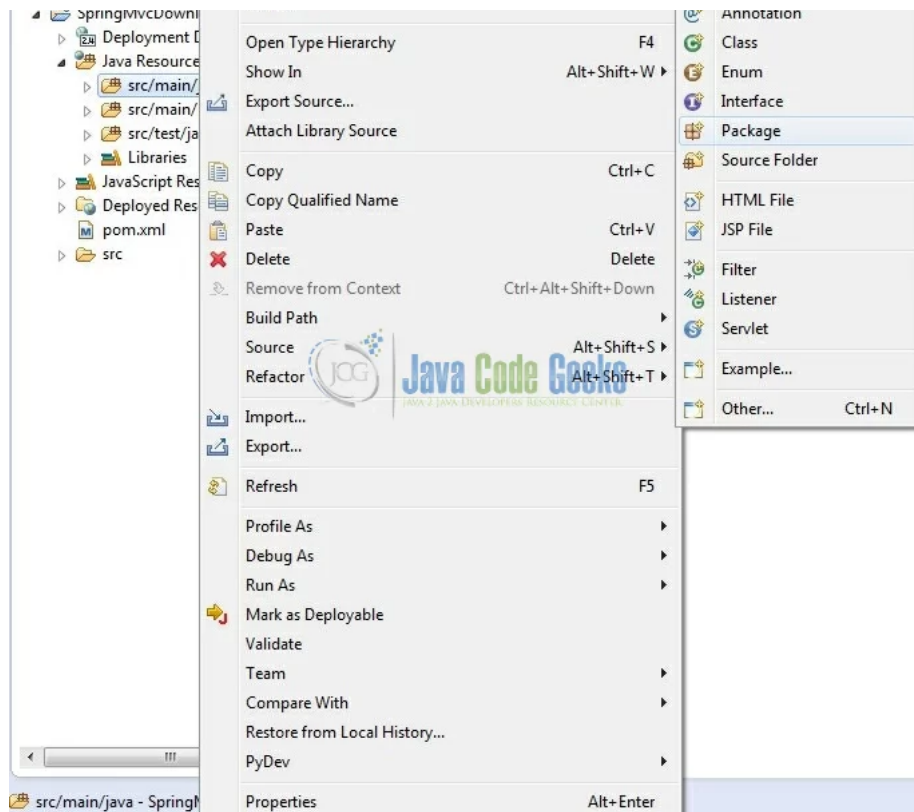 SpringMvcDownl
Deployment D
Java Resource
src/main/j
src/main/
src/test/ja
Libraries
JavaScript Res
Deployed Res
pom.xml
src
Open Type Hierarchy F4
Show In Alt+Shift+W
Export Source...
Attach Library Source
Copy Ctrl+C
Copy Qualified Name
Paste Ctrl+V
Delete Delete
Remove from Context Ctrl+Alt+Shift+Down
Build Path
Source Alt+Shift+S
Refactor Alt+Shift+T
Import...
Export...
Refresh F5
Profile As
Debug As
Run As
Mark as Deployable
Validate
Team
Compare With
Restore from Local History...
PyDev
Properties Alt+Enter
Annotation
Class
Enum
Interface
Package
Source Folder
HTML File
JSP File
Filter
Listener
Servlet
Example...
Other... Ctrl+N
JCG
Java Code Geeks
JAVA 2 JAVA DEVELOPERS RESOURCE CENTER
src/main/java - SpringM